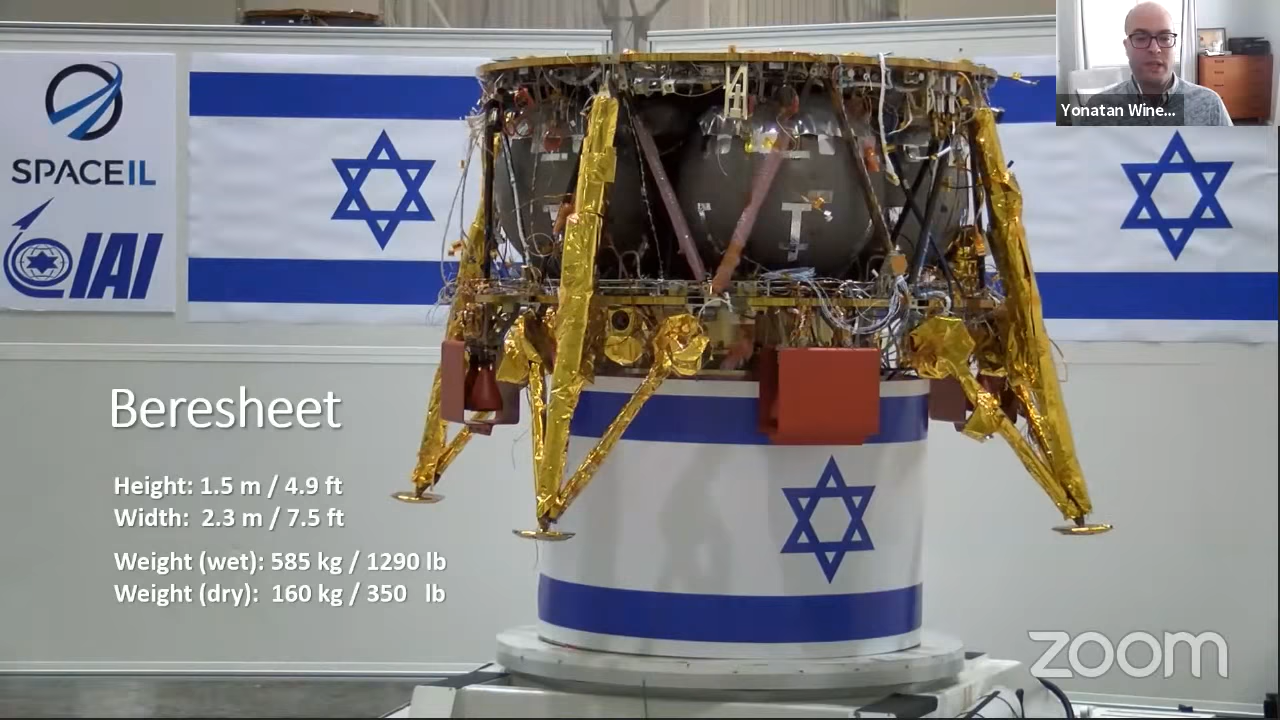 SPACEIL
IAI
Yonatan Wine...
Beresheet
Height: 1.5 m / 4.9 ft
Width: 2.3 m / 7.5 ft
Weight (wet): 585 kg / 1290 lb
Weight (dry): 160 kg / 350 lb
zoom